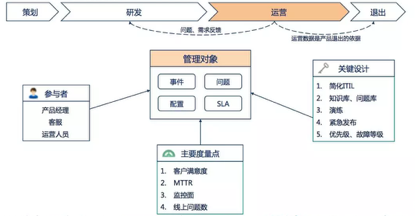 策划
研发
运营
退出
问题、需求反馈
运营数据是产品退出的依据
管理对象
事件
问题
配置
SLA
参与者
产品经理
客服
运营人员
关键设计
1. 简化ITIL
2. 知识库、问题库
3. 演练
4. 紧急发布
5. 优先级、故障等级
主要度量点
1. 客户满意度
2. MTTR
3. 监控面
4. 线上问题数